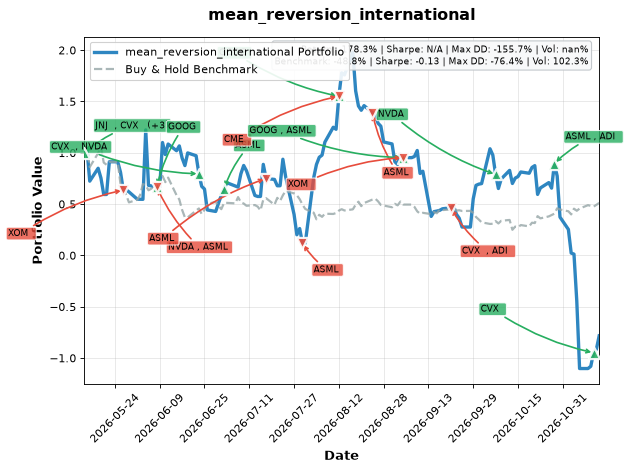 mean_reversion_international
mean_reversion_international Portfolio
Buy & Hold Benchmark
78.3% | Sharpe: N/A | Max DD: -155.7% | Vol: nan%
8% | Sharpe: -0.13 | Max DD: -76.4% | Vol: 102.3%
JNJ , CVX (+3
GOOG
CVX , NVDA
ASML
CME
GOOG , ASML
NVDA
ASML , ADI
XOM
ASML
XOM
ASML
NVDA , ASML
ASML
CVX , ADI
CVX
Portfolio Value
2.0
1.5
1.0
0.5
0.0
−0.5
−1.0
2026-05-24
2026-06-09
2026-06-25
2026-07-11
2026-07-27
2026-08-12
2026-08-28
2026-09-13
2026-09-29
2026-10-15
2026-10-31
Date